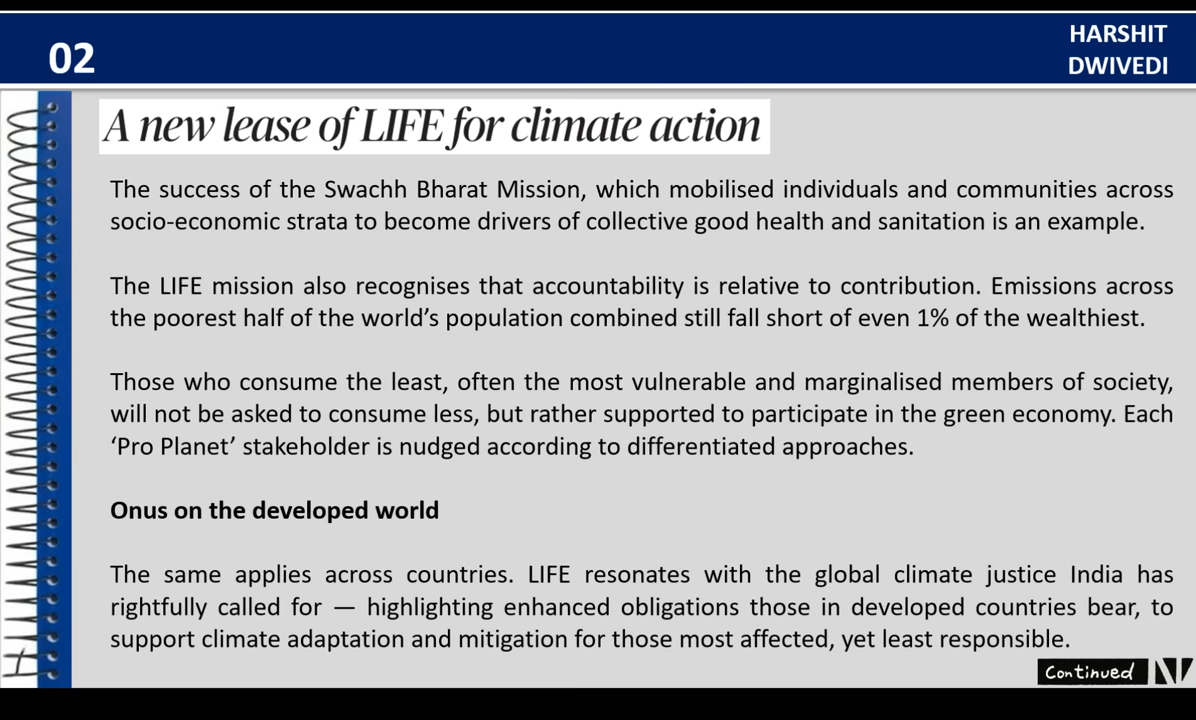 02
HARSHIT
DWIVEDI
A new lease of LIFE for climate action
The success of the Swachh Bharat Mission, which mobilised individuals and communities across
socio-economic strata to become drivers of collective good health and sanitation is an example.
The LIFE mission also recognises that accountability is relative to contribution. Emissions across
the poorest half of the world’s population combined still fall short of even 1% of the wealthiest.
Those who consume the least, often the most vulnerable and marginalised members of society,
will not be asked to consume less, but rather supported to participate in the green economy. Each
‘Pro Planet’ stakeholder is nudged according to differentiated approaches.
Onus on the developed world
The same applies across countries. LIFE resonates with the global climate justice India has
rightfully called for — highlighting enhanced obligations those in developed countries bear, to
support climate adaptation and mitigation for those most affected, yet least responsible.
Continued